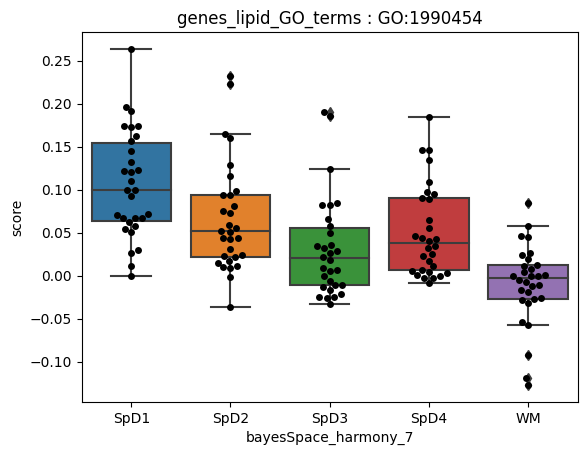 genes_lipid_GO_terms : GO:1990454
score
0.25
0.20
0.15
0.10
0.05
0.00
−0.05
−0.10
SpD1 SpD2 SpD3 SpD4 WM
bayesSpace_harmony_7